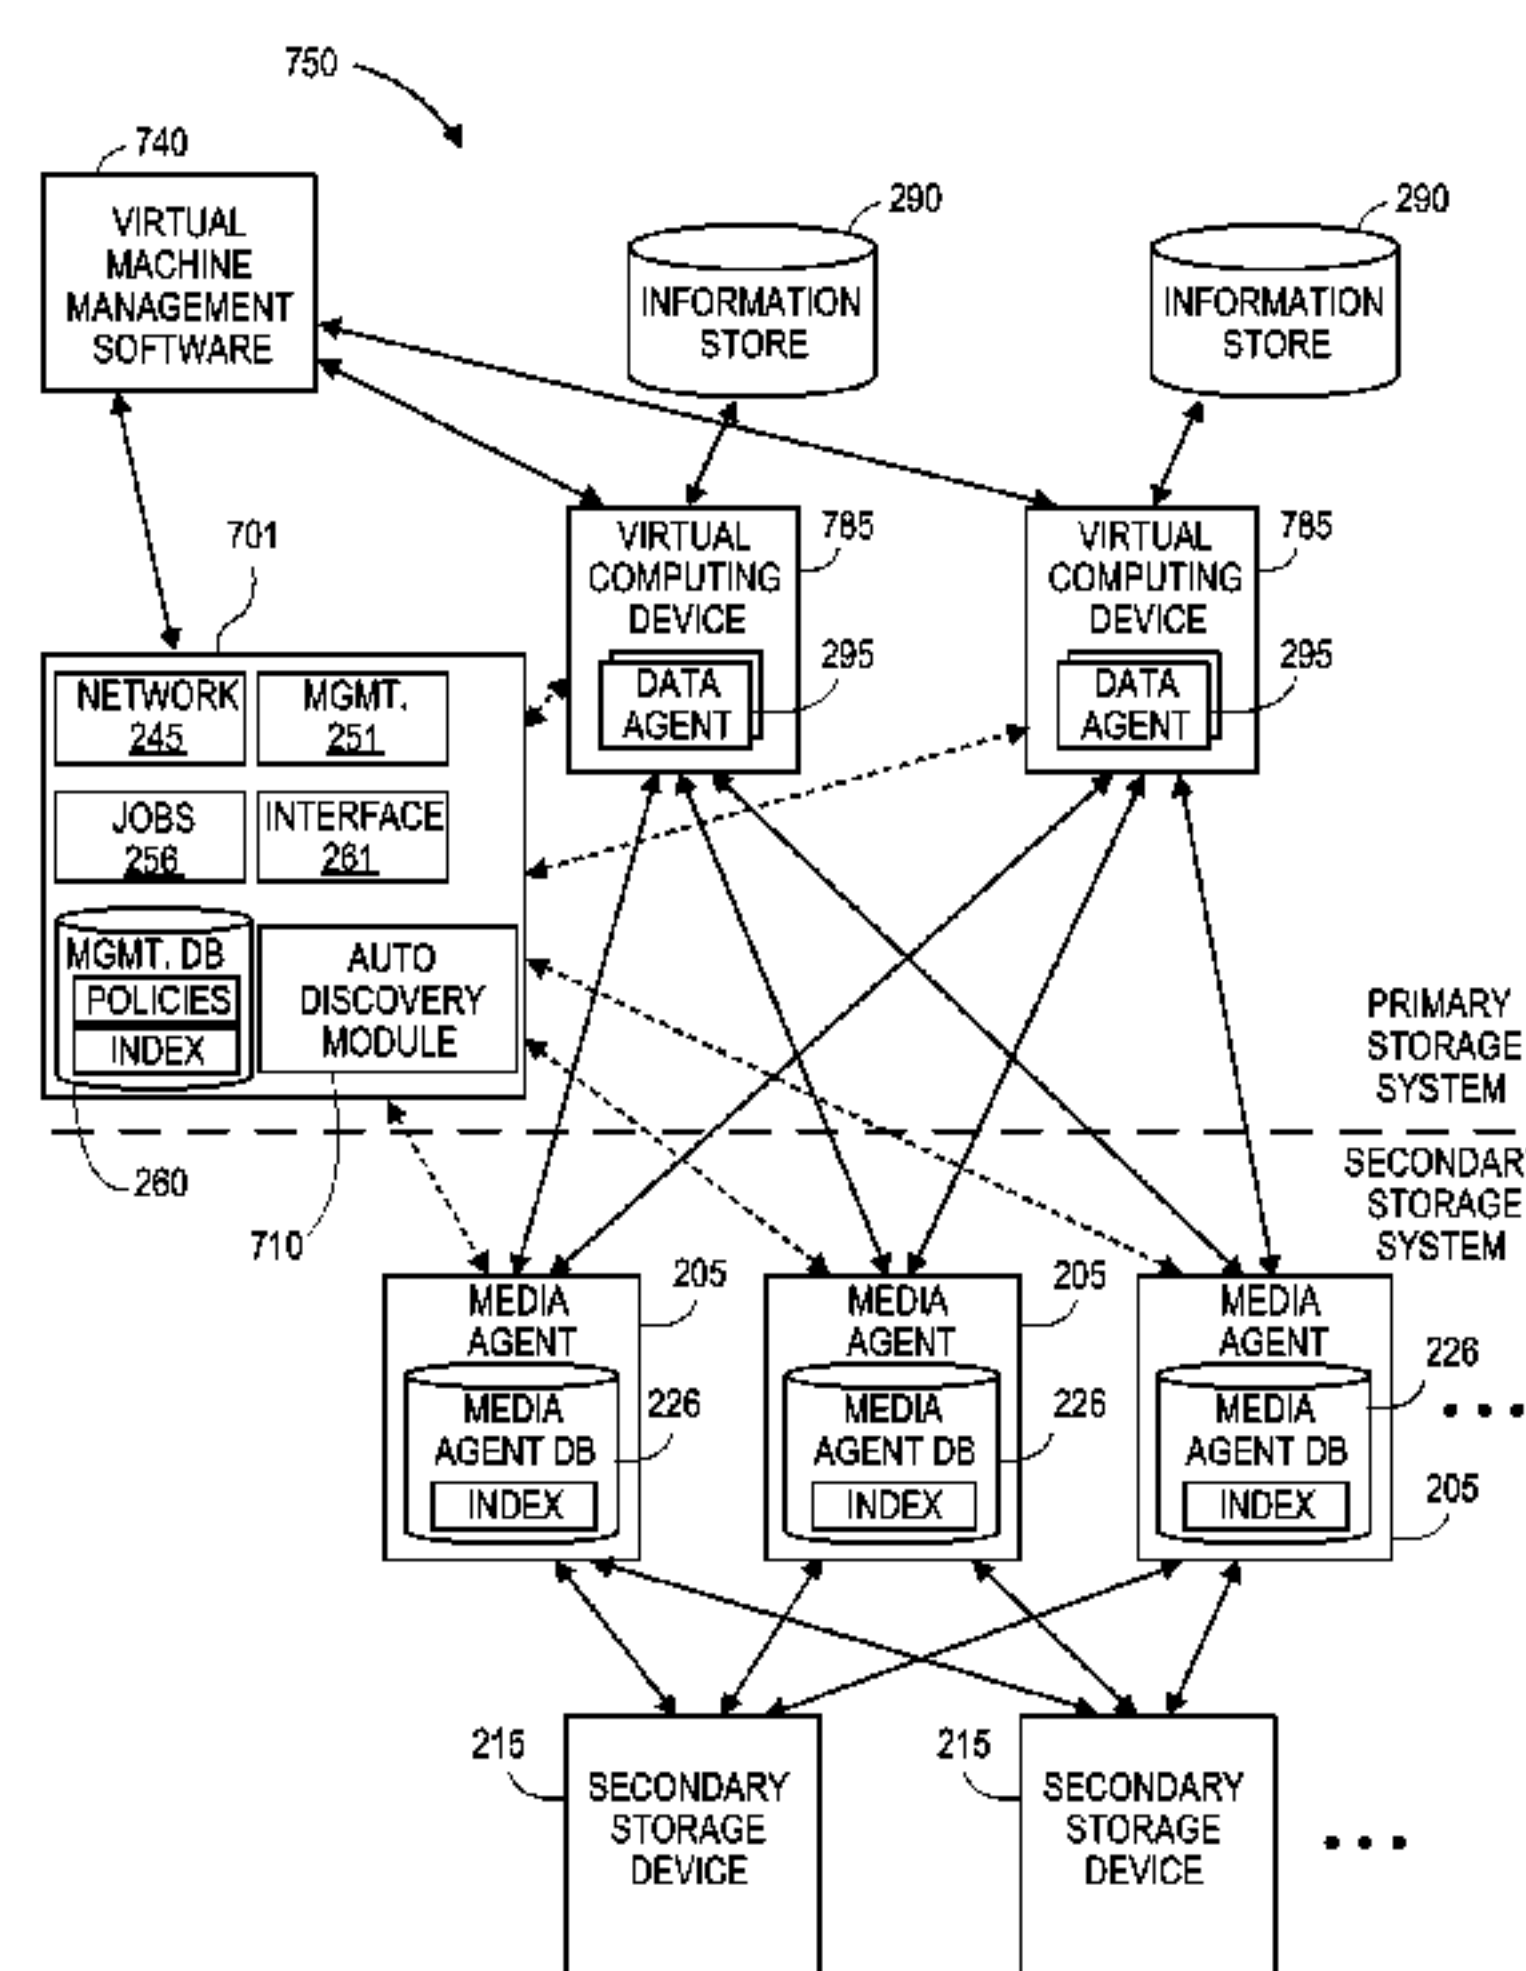 750
740
VIRTUAL
MACHINE
MANAGEMENT
SOFTWARE
290
INFORMATION
STORE
290
INFORMATION
STORE
701
VIRTUAL
COMPUTING
DEVICE
785
DATA
AGENT
295
VIRTUAL
COMPUTING
DEVICE
785
DATA
AGENT
295
NETWORK
245
MGMT.
251
JOBS
256
INTERFACE
261
MGMT. DB
POLICIES
INDEX
AUTO
DISCOVERY
MODULE
260
710
PRIMARY
STORAGE
SYSTEM
SECONDAR
STORAGE
SYSTEM
MEDIA
AGENT
205
MEDIA
AGENT DB
226
INDEX
MEDIA
AGENT
205
MEDIA
AGENT DB
226
INDEX
MEDIA
AGENT
226
MEDIA
AGENT DB
INDEX
205
• • •
215
SECONDARY
STORAGE
DEVICE
215
SECONDARY
STORAGE
DEVICE
• • •